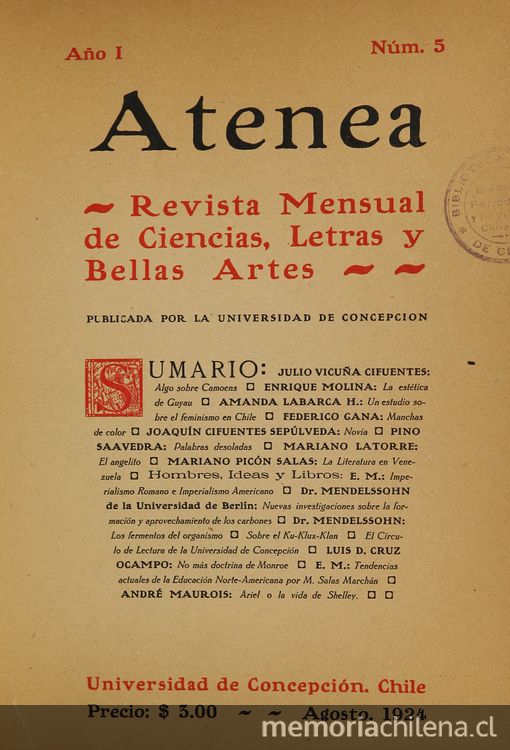 Año I Núm. 5
Atenea
~ Revista Mensual
de Ciencias, Letras y
Bellas Artes ~ ~
PUBLICADA POR LA UNIVERSIDAD DE CONCEPCION
SUMARIO: JULIO VICUÑA CIFUENTES:
Algo sobre Camoens □ ENRIQUE MOLINA: La estética
de Guyau □ AMANDA LABARCA H.: Un estudio so-
bre el feminismo en Chile □ FEDERICO GANA: Manchas
de color □ JOAQUÍN CIFUENTES SEPÚLVEDA: Novia □ PINO
SAAVEDRA: Palabras desoladas □ MARIANO LATORRE:
El angelito □ MARIANO PICÓN SALAS: La Literatura en Vene-
zuela □ Hombres, Ideas y Libros: E. M.: Impe-
rialismo Romano e Imperialismo Americano □ Dr. MENDELSSOHN
de la Universidad de Berlín: Nuevas investigaciones sobre la for-
mación y aprovechamiento de los carbones □ Dr. MENDELSSOHN:
Los fermentos del organismo □ Sobre el Ku-Klux-Klan □ El Circu-
lo de Lectura de la Universidad de Concepción □ LUIS D. CRUZ
OCAMPO: No más doctrina de Monroe □ E. M.: Tendencias
actuales de la Educación Norte-Americana por M. Salas Marchán □
ANDRÉ MAUROIS: Ariel o la vida de Shelley. □ □
Universidad de Concepción. Chile
Precio: $ 3.00 ~ ~ Agosto. 1924
memoriachilena.cl